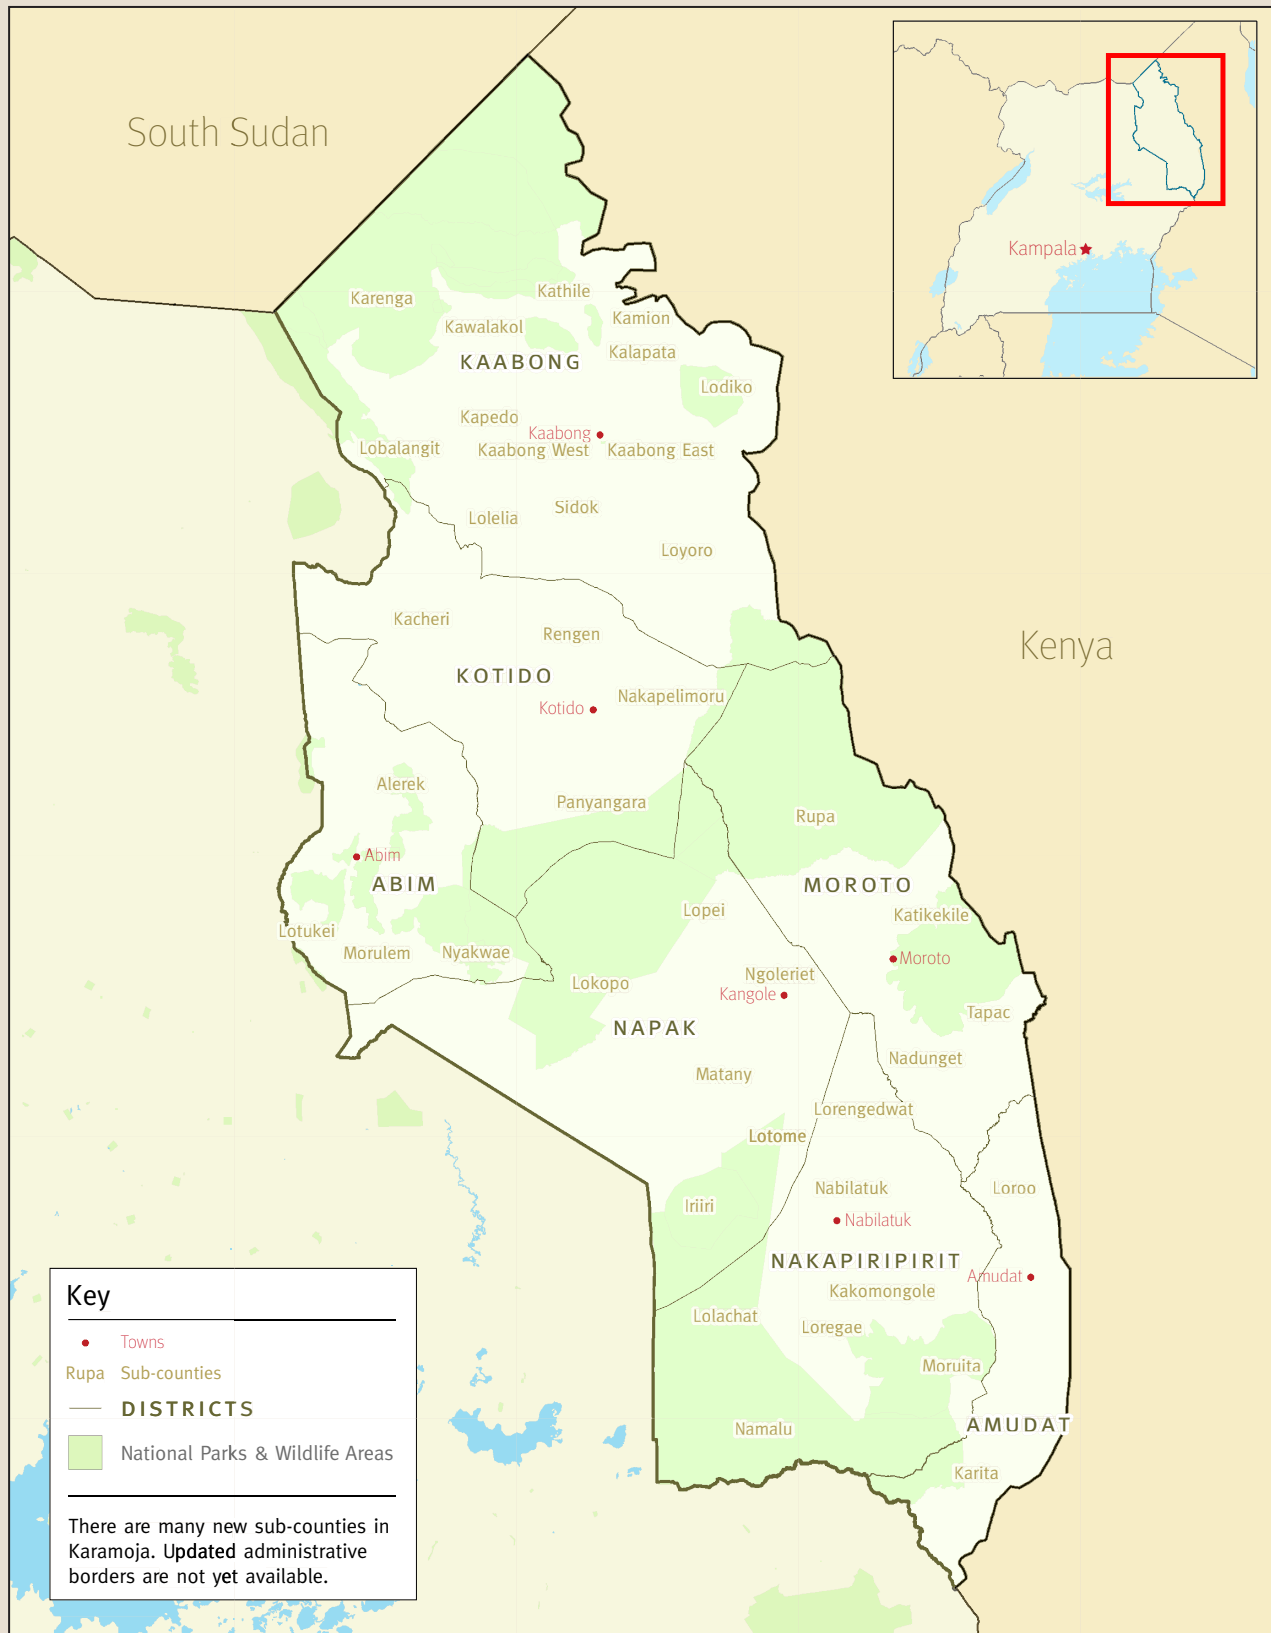 South Sudan
Kampala
Karenga
Kathile
Kawalakol
Kamion
Kalapata
KAABONG
Lodiko
Kapedo
Kaabong
Lobalangit
Kaabong West
Kaabong East
Sidok
Lolelia
Loyoro
Kacheri
Rengen
Kenya
KOTIDO
Nakapelimoru
Kotido
Alerek
Panyangara
Rupa
Abim
ABIM
MOROTO
Lopei
Katikekile
Lotukei
Morulem
Nyakwae
Moroto
Ngoleriet
Lokopo
Kangole
Tapac
NAPAK
Nadunget
Matany
Lorengedwat
Lotome
Nabilatuk
Loroo
Iriiri
Nabilatuk
NAKAPIRIPIRIT
Amudat
Kakomongole
Lolachat
Loregae
Moruita
AMUDAT
Namalu
Karita
Key
Towns
Rupa Sub-counties
DISTRICTS
National Parks & Wildlife Areas
There are many new sub-counties in
Karamoja. Updated administrative
borders are not yet available.